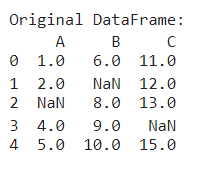 Original DataFrame:
     A     B     C
0  1.0   6.0  11.0
1  2.0   NaN  12.0
2  NaN   8.0  13.0
3  4.0   9.0   NaN
4  5.0  10.0  15.0